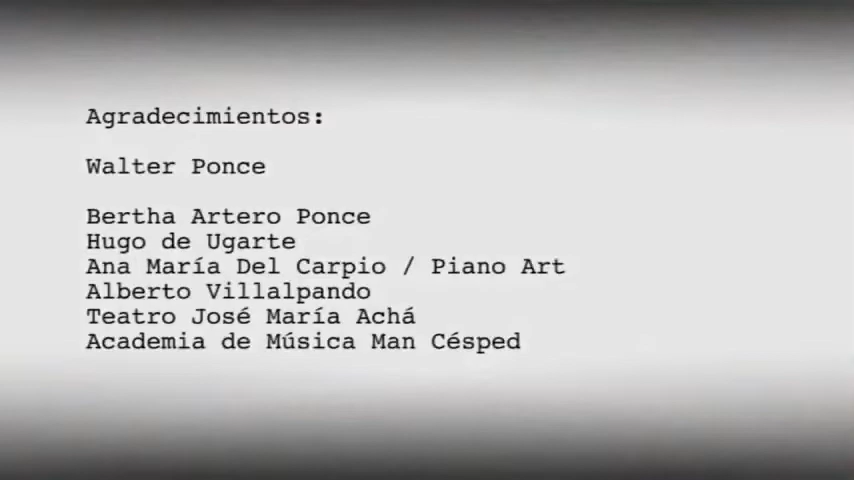 Agradecimientos:
Walter Ponce
Bertha Artero Ponce
Hugo de Ugarte
Ana María Del Carpio / Piano Art
Alberto Villalpando
Teatro José María Achá
Academia de Música Man Césped